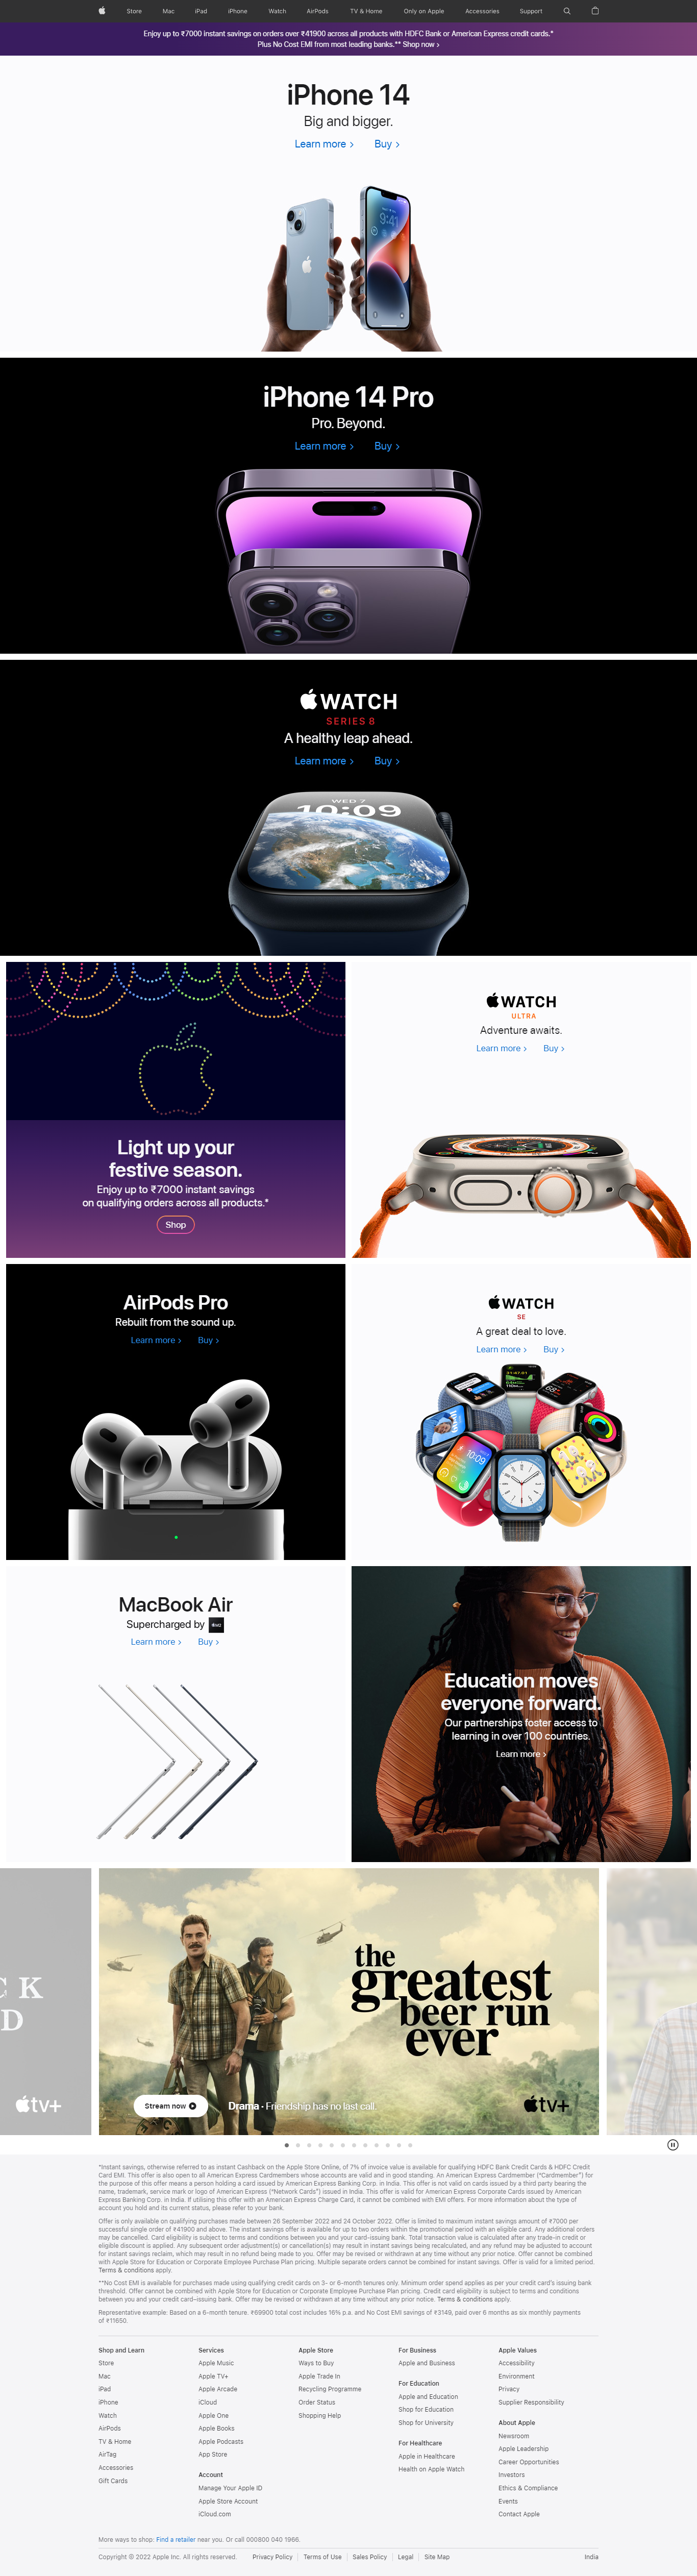 Store Mac iPad iPhone Watch AirPods TV & Home Only on Apple Accessories Support
Enjoy up to ₹7000 instant savings on orders over ₹41900 across all products with HDFC Bank or American Express credit cards.*
Plus No Cost EMI from most leading banks.** Shop now >
iPhone 14
Big and bigger.
Learn more > Buy >
9:41
iPhone 14 Pro
Pro. Beyond.
Learn more > Buy >
WATCH
SERIES 8
A healthy leap ahead.
Learn more > Buy >
WED 7
10:09
Light up your
festive season.
Enjoy up to ₹7000 instant savings
on qualifying orders across all products.*
Shop
WATCH
ULTRA
Adventure awaits.
Learn more > Buy >
AirPods Pro
Rebuilt from the sound up.
Learn more > Buy >
WATCH
SE
A great deal to love.
Learn more > Buy >
10:09
MacBook Air
Supercharged by M2
Learn more > Buy >
Education moves
everyone forward.
Our partnerships foster access to
learning in over 100 countries.
Learn more >
C K
D
tv+
the
greatest
beer run
ever
Stream now
Drama · Friendship has no last call.
tv+
*Instant savings, otherwise referred to as instant Cashback on the Apple Store Online, of 7% of invoice value is available for qualifying HDFC Bank Credit Cards & HDFC Credit
Card EMI. This offer is also open to all American Express Cardmembers whose accounts are valid and in good standing. An American Express Cardmember ("Cardmember") for
the purpose of this offer means a person holding a card issued by American Express Banking Corp. in India. This offer is not valid on cards issued by a third party bearing the
name, trademark, service mark or logo of American Express ("Network Cards") issued in India. This offer is valid for American Express Corporate Cards issued by American
Express Banking Corp. in India. If utilising this offer with an American Express Charge Card, it cannot be combined with EMI offers. For more information about the type of
account you hold and its current status, please refer to your bank.
Offer is only available on qualifying purchases made between 26 September 2022 and 24 October 2022. Offer is limited to maximum instant savings amount of ₹7000 per
successful single order of ₹41900 and above. The instant savings offer is available for up to two orders within the promotional period with an eligible card. Any additional orders
may be cancelled. Card eligibility is subject to terms and conditions between you and your card-issuing bank. Total transaction value is calculated after any trade-in credit or
eligible discount is applied. Any subsequent order adjustment(s) or cancellation(s) may result in instant savings being recalculated, and any refund may be adjusted to account
for instant savings reclaim, which may result in no refund being made to you. Offer may be revised or withdrawn at any time without any prior notice. Offer cannot be combined
with Apple Store for Education or Corporate Employee Purchase Plan pricing. Multiple separate orders cannot be combined for instant savings. Offer is valid for a limited period.
Terms & conditions apply.
**No Cost EMI is available for purchases made using qualifying credit cards on 3- or 6-month tenures only. Minimum order spend applies as per your credit card's issuing bank
threshold. Offer cannot be combined with Apple Store for Education or Corporate Employee Purchase Plan pricing. Credit card eligibility is subject to terms and conditions
between you and your credit card-issuing bank. Offer may be revised or withdrawn at any time without any prior notice. Terms & conditions apply.
Representative example: Based on a 6-month tenure. ₹69900 total cost includes 16% p.a. and No Cost EMI savings of ₹3149, paid over 6 months as six monthly payments
of ₹11650.
Shop and Learn
Store
Mac
iPad
iPhone
Watch
AirPods
TV & Home
AirTag
Accessories
Gift Cards
Services
Apple Music
Apple TV+
Apple Arcade
iCloud
Apple One
Apple Books
Apple Podcasts
App Store
Account
Manage Your Apple ID
Apple Store Account
iCloud.com
Apple Store
Ways to Buy
Apple Trade In
Recycling Programme
Order Status
Shopping Help
For Business
Apple and Business
For Education
Apple and Education
Shop for Education
Shop for University
For Healthcare
Apple in Healthcare
Health on Apple Watch
Apple Values
Accessibility
Environment
Privacy
Supplier Responsibility
About Apple
Newsroom
Apple Leadership
Career Opportunities
Investors
Ethics & Compliance
Events
Contact Apple
More ways to shop: Find a retailer near you. Or call 000800 040 1966.
Copyright © 2022 Apple Inc. All rights reserved. Privacy Policy Terms of Use Sales Policy Legal Site Map India